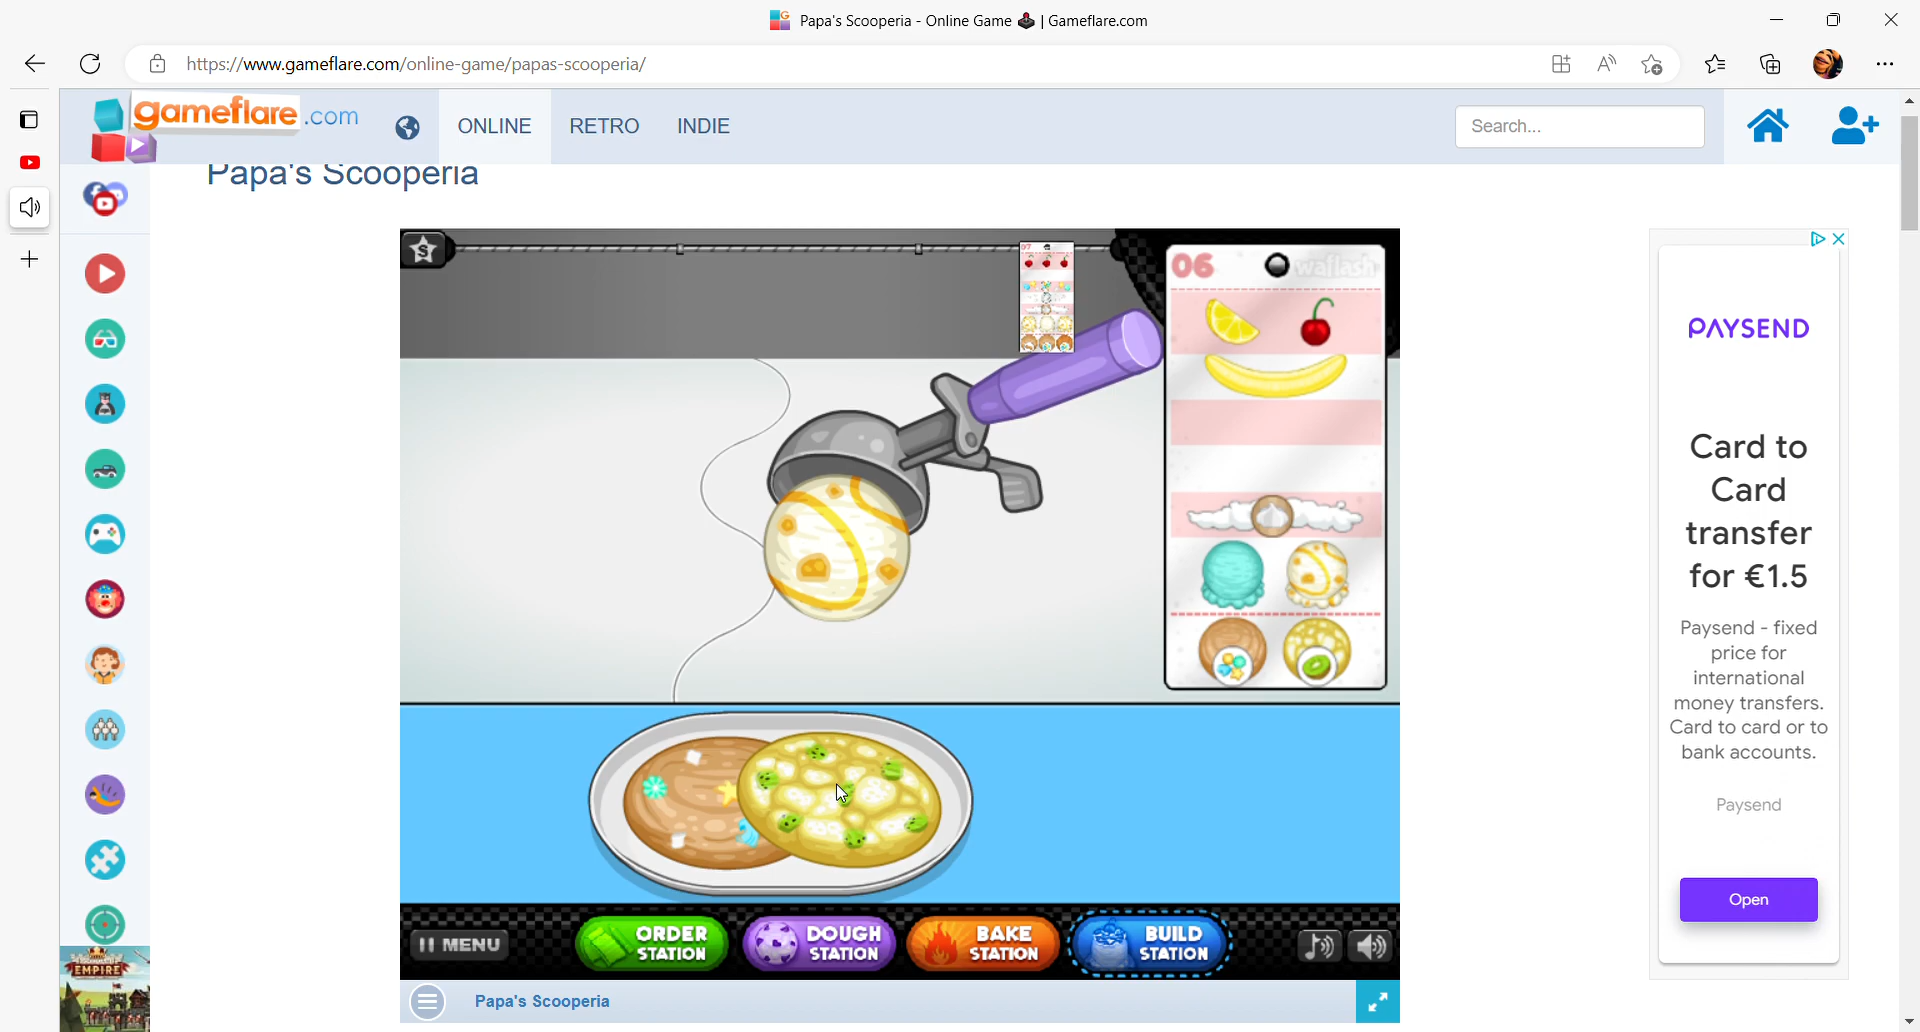 Papa's Scooperia - Online Game 🕹️ | Gameflare.com
https://www.gameflare.com/online-game/papas-scooperia/
gameflare.com
ONLINE
RETRO
INDIE
Search...
Papa's Scooperia
S
07
06
waflash
MENU
ORDER
STATION
DOUGH
STATION
BAKE
STATION
BUILD
STATION
Papa's Scooperia
EMPIRE
PAYSEND
Card to
Card
transfer
for €1.5
Paysend - fixed
price for
international
money transfers.
Card to card or to
bank accounts.
Paysend
Open